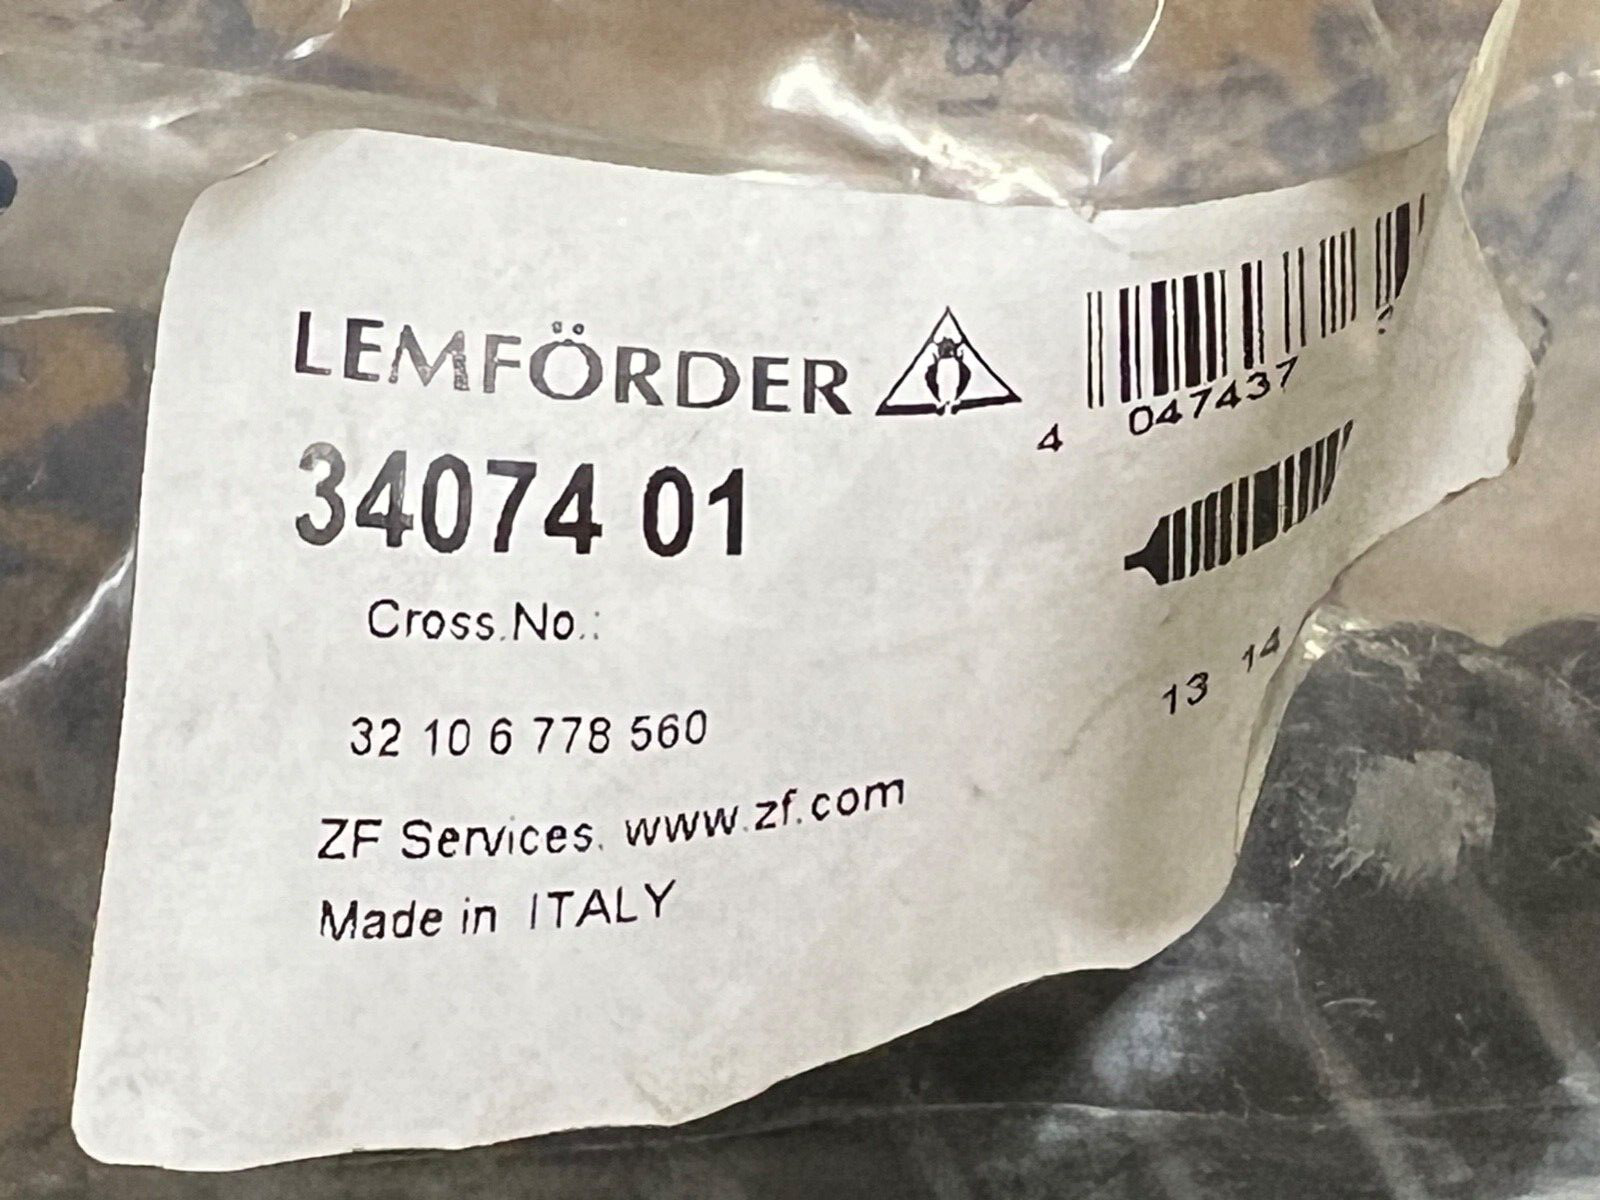 LEMFÖRDER
4 047437
34074 01
Cross.No.:
32 10 6 778 560
13 14
ZF Services. www.zf.com
Made in ITALY